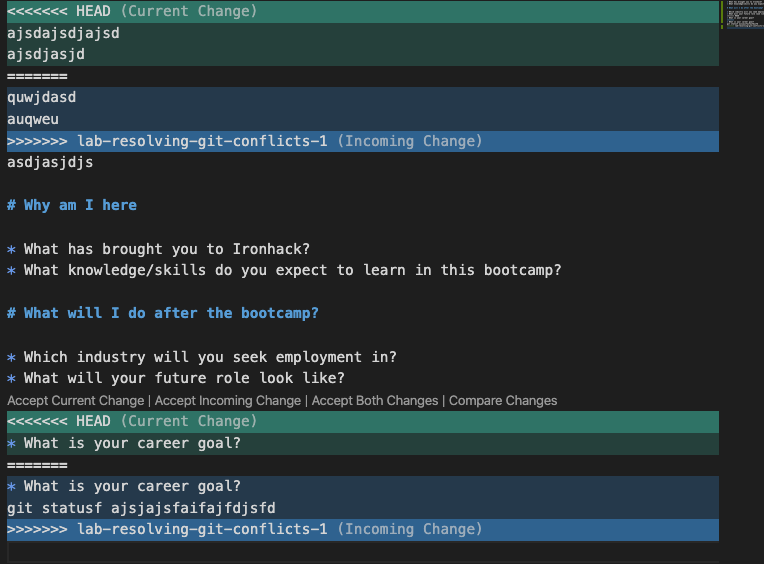 <<<<<<< HEAD (Current Change)
ajsdajsdjajsd
ajsdjasjd
=======
quwjdasd
auqweu
>>>>>>> lab-resolving-git-conflicts-1 (Incoming Change)
asdjasjdjs
# Why am I here
* What has brought you to Ironhack?
* What knowledge/skills do you expect to learn in this bootcamp?
# What will I do after the bootcamp?
* Which industry will you seek employment in?
* What will your future role look like?
Accept Current Change | Accept Incoming Change | Accept Both Changes | Compare Changes
<<<<<<< HEAD (Current Change)
* What is your career goal?
=======
* What is your career goal?
git statusf ajsjajsfaifajfdjsfd
>>>>>>> lab-resolving-git-conflicts-1 (Incoming Change)